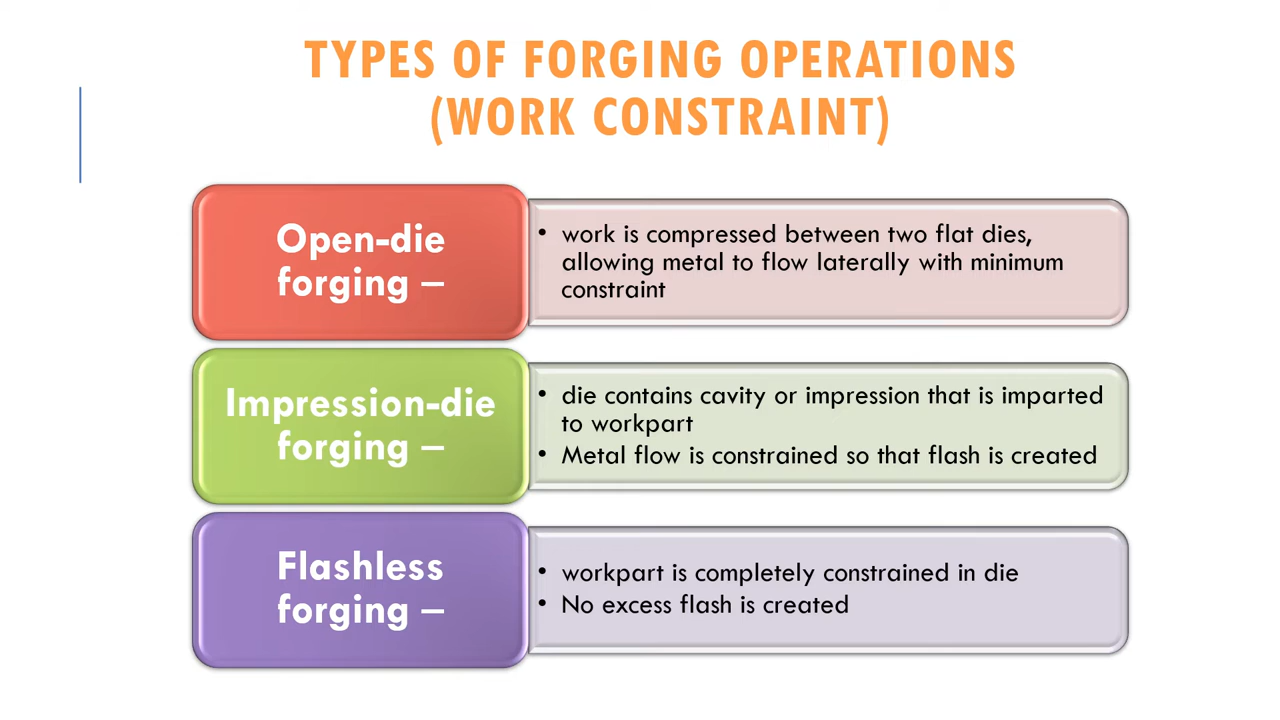 TYPES OF FORGING OPERATIONS
(WORK CONSTRAINT)
Open-die
forging –
• work is compressed between two flat dies,
allowing metal to flow laterally with minimum
constraint
Impression-die
forging –
• die contains cavity or impression that is imparted
to workpart
• Metal flow is constrained so that flash is created
Flashless
forging –
• workpart is completely constrained in die
• No excess flash is created